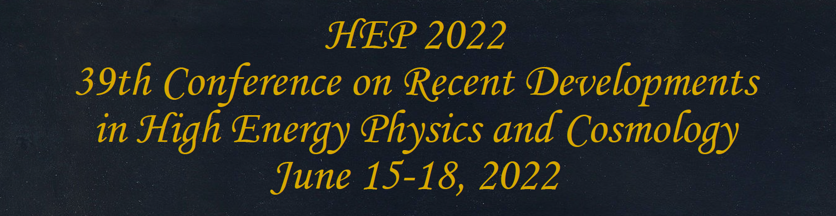 HEP 2022
39th Conference on Recent Developments
in High Energy Physics and Cosmology
June 15-18, 2022